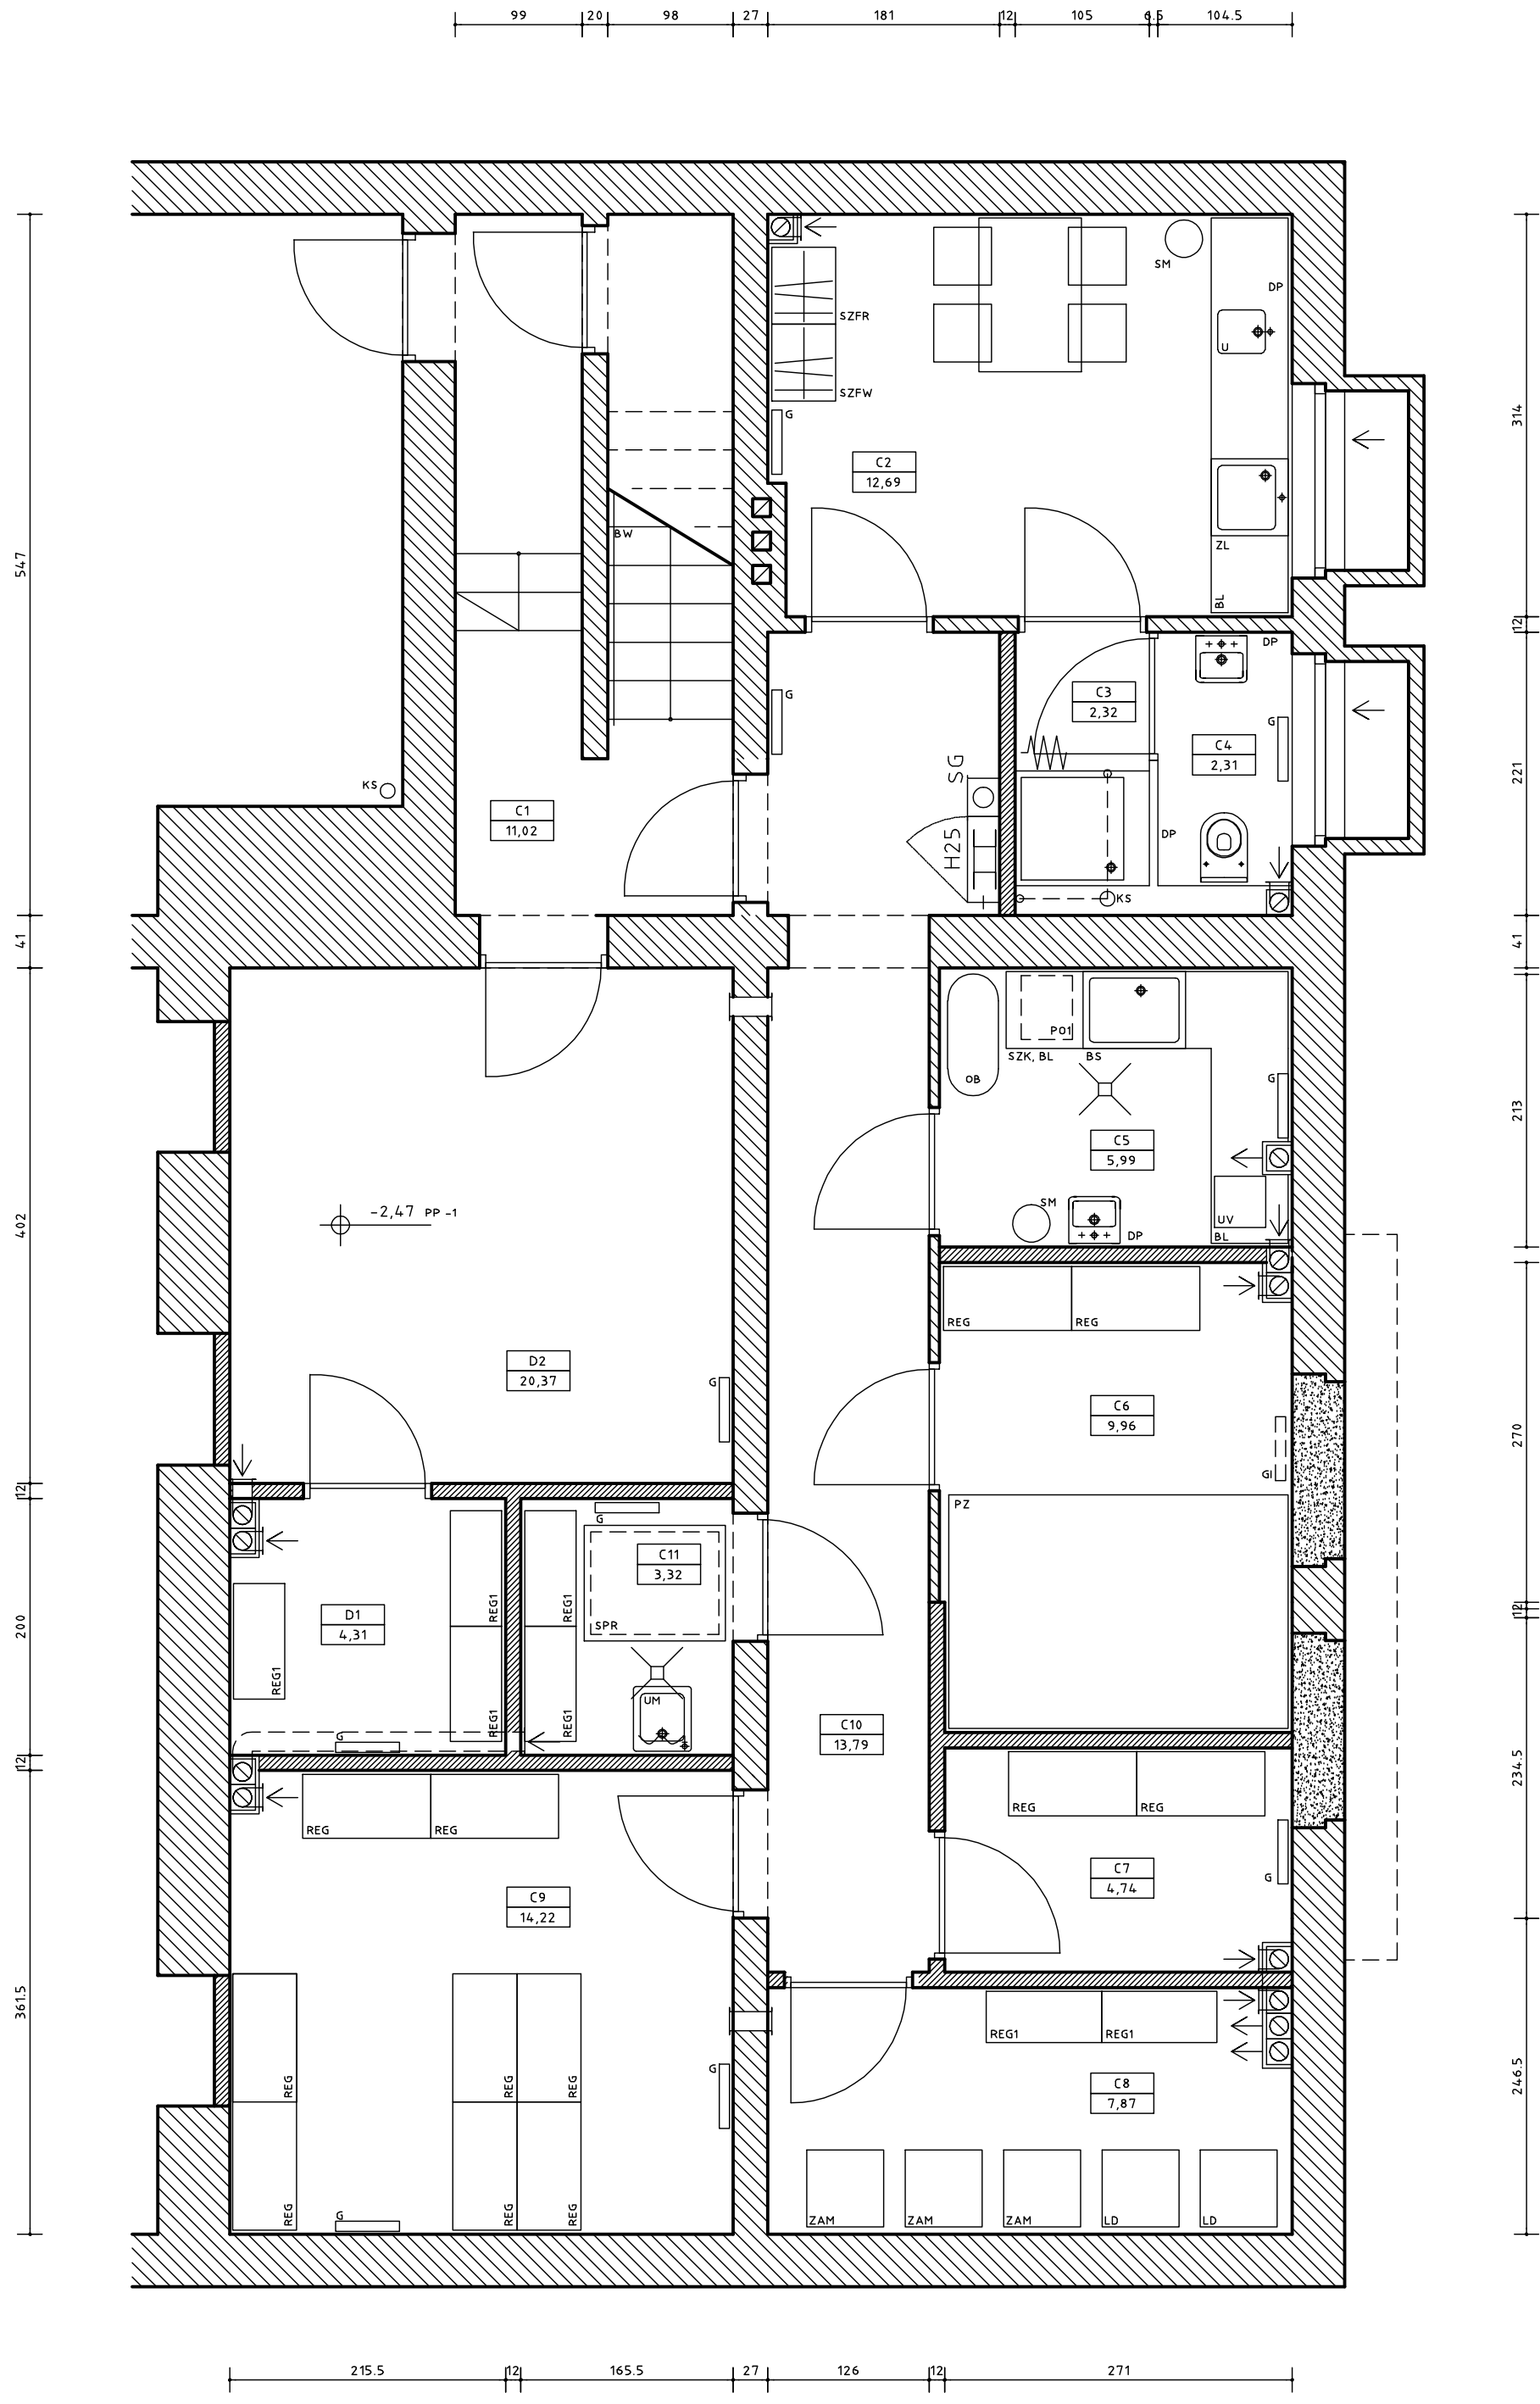 99 20 98 27 181 12 105 6.5 104.5
SM
DP
SZFR
U
SZFW
G
C2
12,69
314
BW
ZL
547
BL
12
DP
C3
2,32
G
G
C4
2,31
SG
221
KS
C1
11,02
H25
DP
KS
41
41
PO1
SZK, BL
BS
OB
G
213
C5
5,99
SM
-2,47 PP -1
UV
DP
BL
402
REG
REG
D2
20,37
G
C6
9,96
270
GI
12
PZ
G
C11
3,32
REG1
REG1
D1
4,31
SPR
12
200
REG1
UM
REG1
REG1
C10
13,79
G
12
234.5
REG
REG
REG
REG
C7
4,74
G
C9
14,22
361.5
REG1
REG1
G
REG
REG
REG
C8
7,87
246.5
REG
REG
REG
G
ZAM
ZAM
ZAM
LD
LD
215.5 12 165.5 27 126 12 271